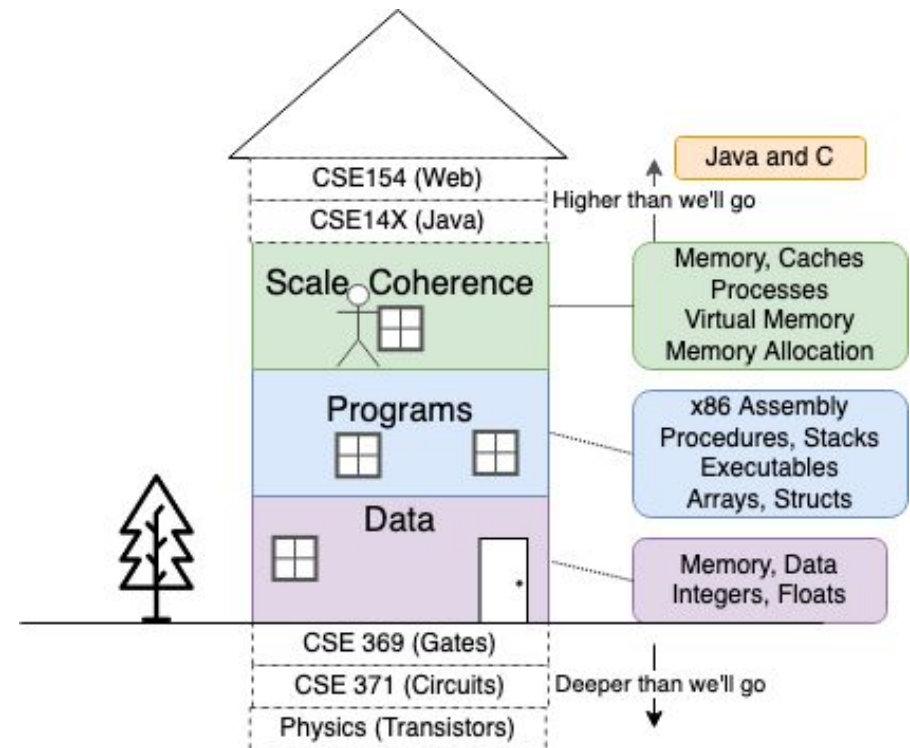 CSE154 (Web)
CSE14X (Java)
Java and C
Higher than we'll go
Scale Coherence
Memory, Caches
Processes
Virtual Memory
Memory Allocation
Programs
x86 Assembly
Procedures, Stacks
Executables
Arrays, Structs
Data
Memory, Data
Integers, Floats
CSE 369 (Gates)
CSE 371 (Circuits)
Physics (Transistors)
Deeper than we'll go